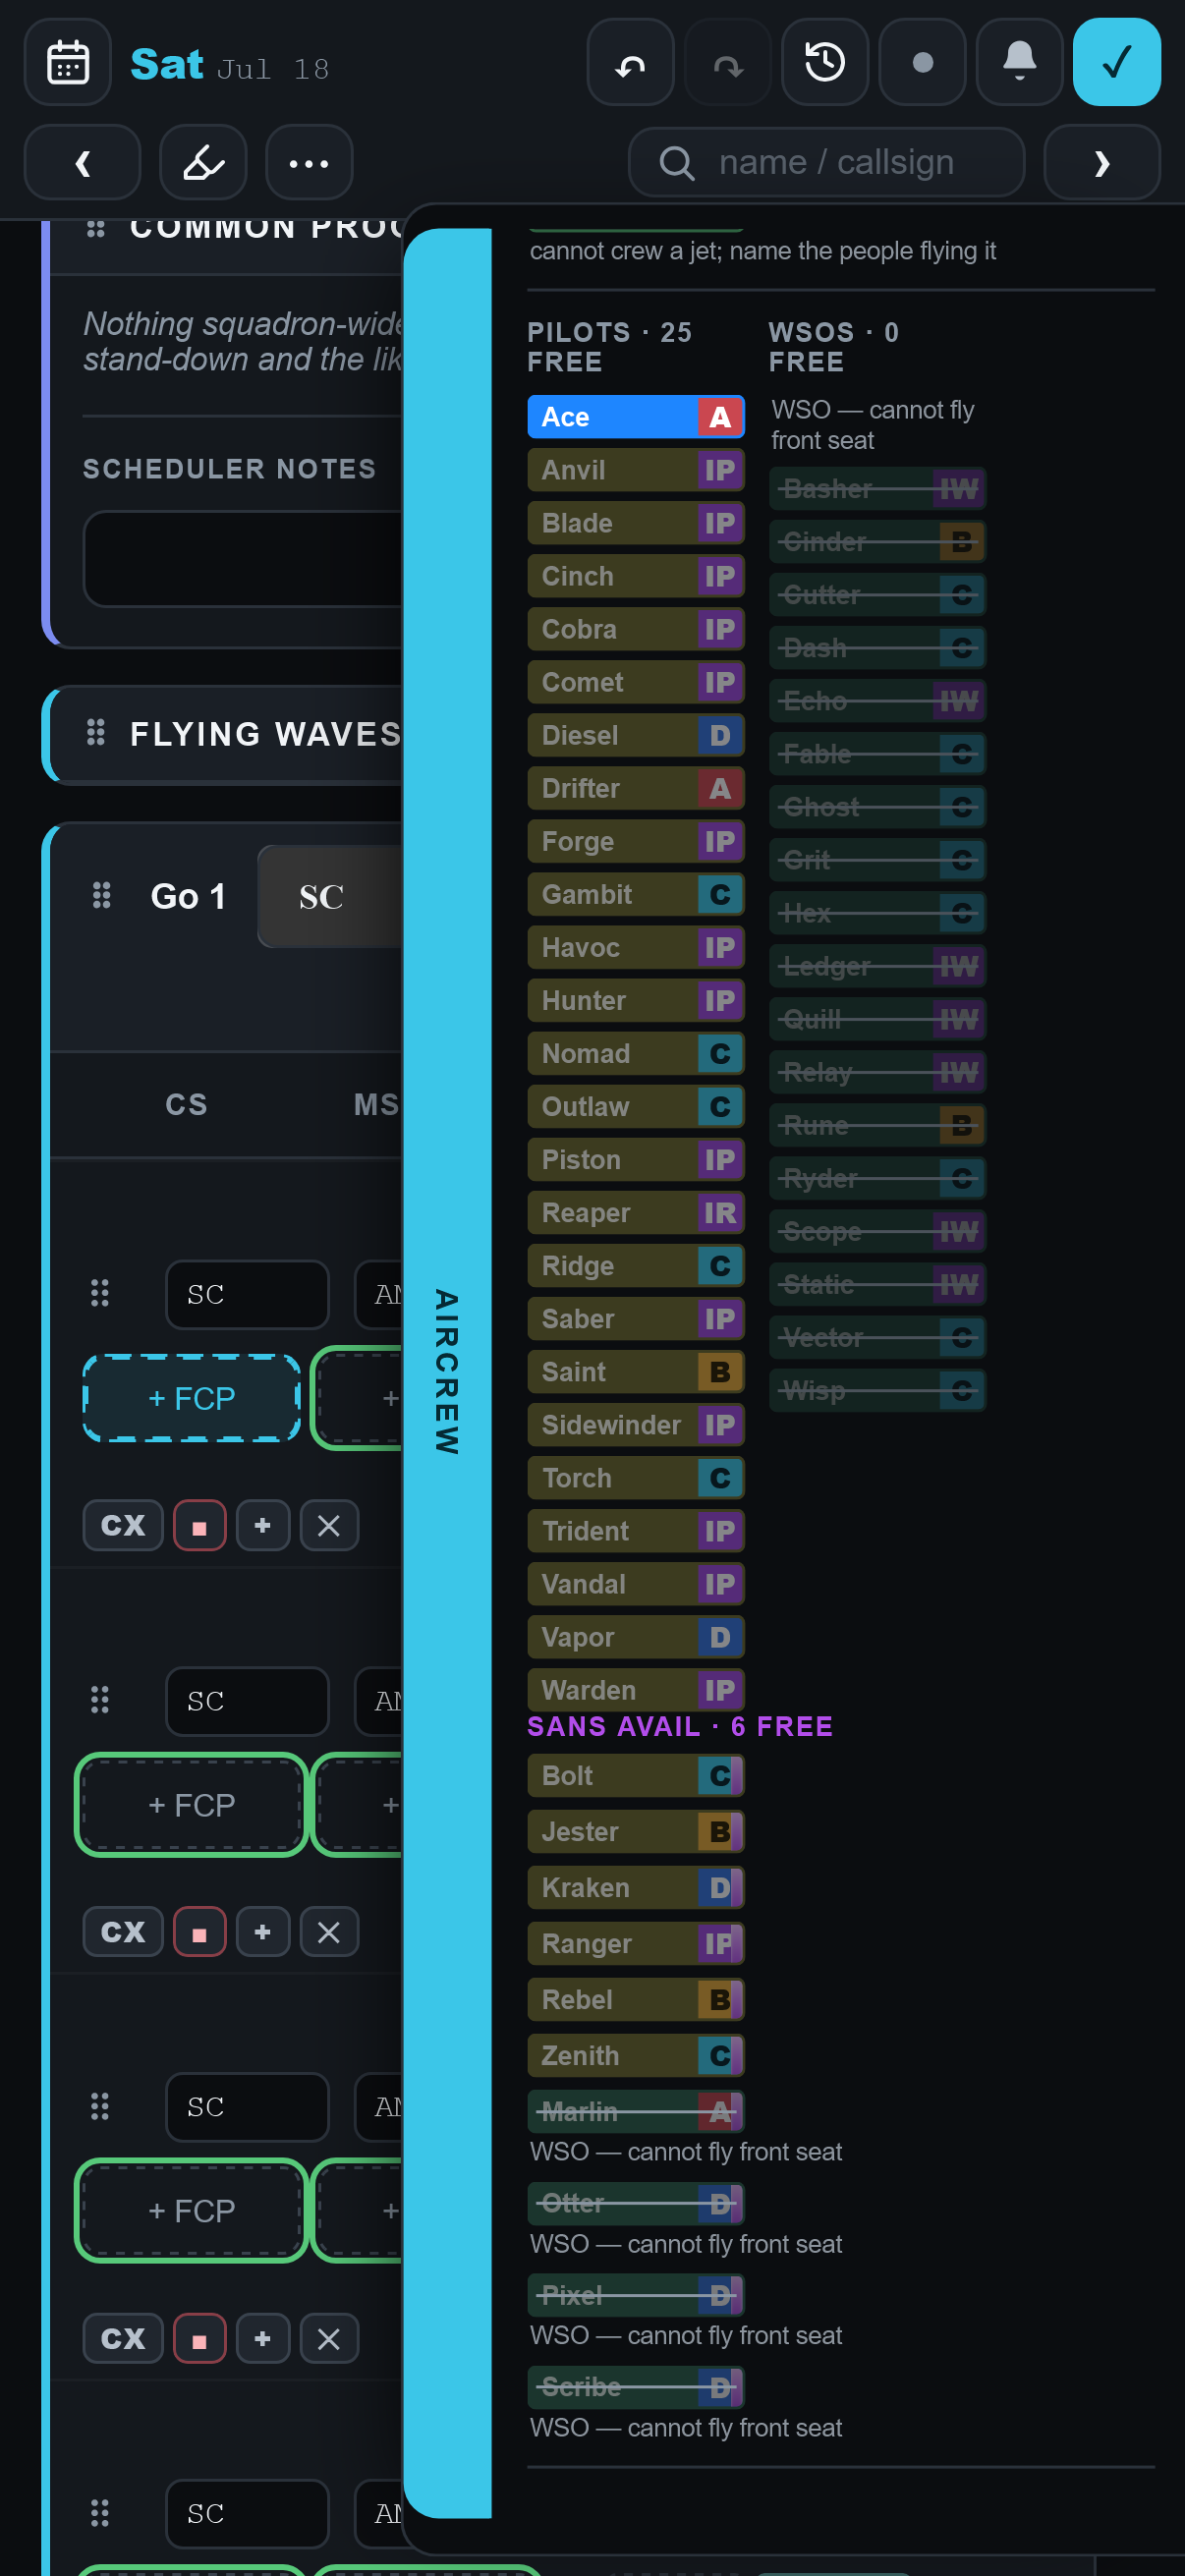 Sat Jul 18
name / callsign
COMMON PROC
Nothing squadron-wide
stand-down and the lik
SCHEDULER NOTES
FLYING WAVES
Go 1 SC
CS MS
SC AM
+ FCP +
CX +
SC AM
+ FCP +
CX +
SC AM
+ FCP +
CX +
SC AM
AIRCREW
cannot crew a jet; name the people flying it
PILOTS · 25
FREE
Ace A
Anvil IP
Blade IP
Cinch IP
Cobra IP
Comet IP
Diesel D
Drifter A
Forge IP
Gambit C
Havoc IP
Hunter IP
Nomad C
Outlaw C
Piston IP
Reaper IR
Ridge C
Saber IP
Saint B
Sidewinder IP
Torch C
Trident IP
Vandal IP
Vapor D
Warden IP
WSOS · 0
FREE
WSO — cannot fly
front seat
Basher IW
Cinder B
Cutter C
Dash C
Echo IW
Fable C
Ghost C
Grit C
Hex C
Ledger IW
Quill IW
Relay IW
Rune B
Ryder C
Scope IW
Static IW
Vector C
Wisp C
SANS AVAIL · 6 FREE
Bolt C
Jester B
Kraken D
Ranger IP
Rebel B
Zenith C
Marlin A
WSO — cannot fly front seat
Otter D
WSO — cannot fly front seat
Pixel D
WSO — cannot fly front seat
Scribe D
WSO — cannot fly front seat